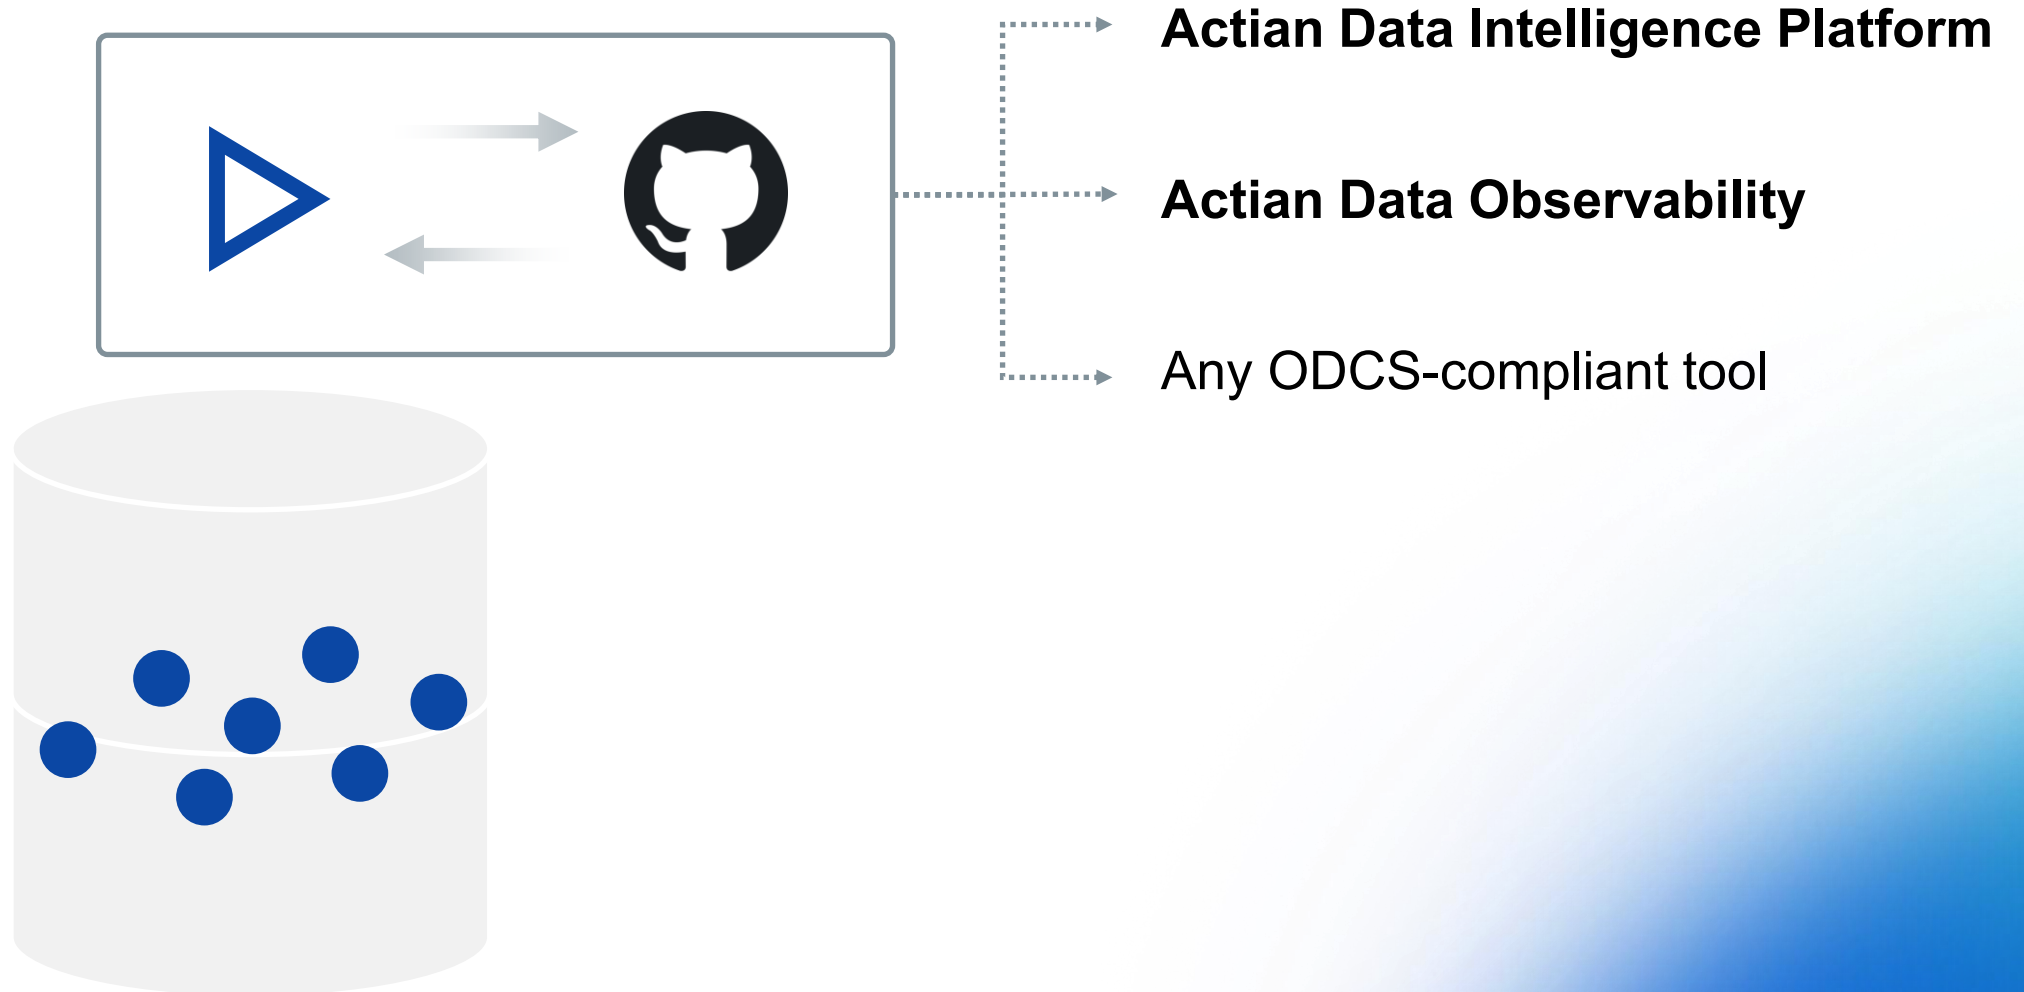 Actian Data Intelligence Platform
Actian Data Observability
Any ODCS-compliant tool